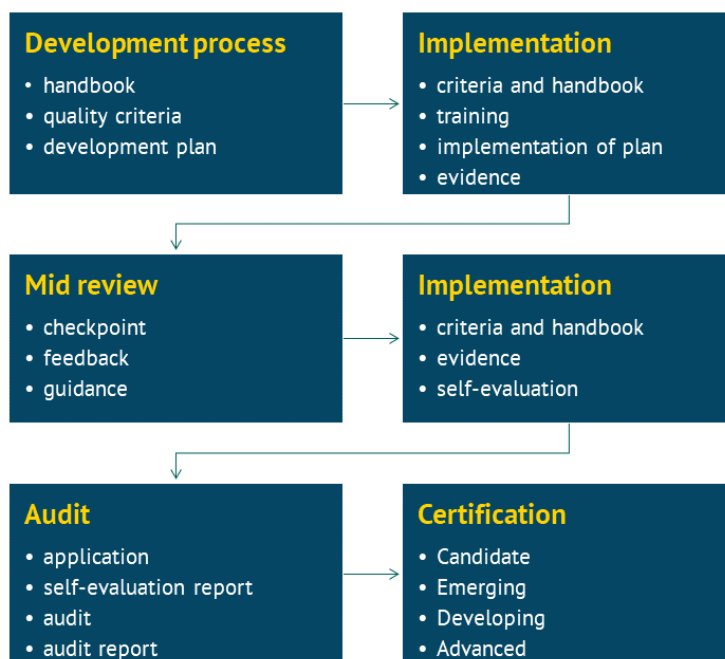 Development process
• handbook
• quality criteria
• development plan
Implementation
• criteria and handbook
• training
• implementation of plan
• evidence
Mid review
• checkpoint
• feedback
• guidance
Implementation
• criteria and handbook
• evidence
• self-evaluation
Audit
• application
• self-evaluation report
• audit
• audit report
Certification
• Candidate
• Emerging
• Developing
• Advanced